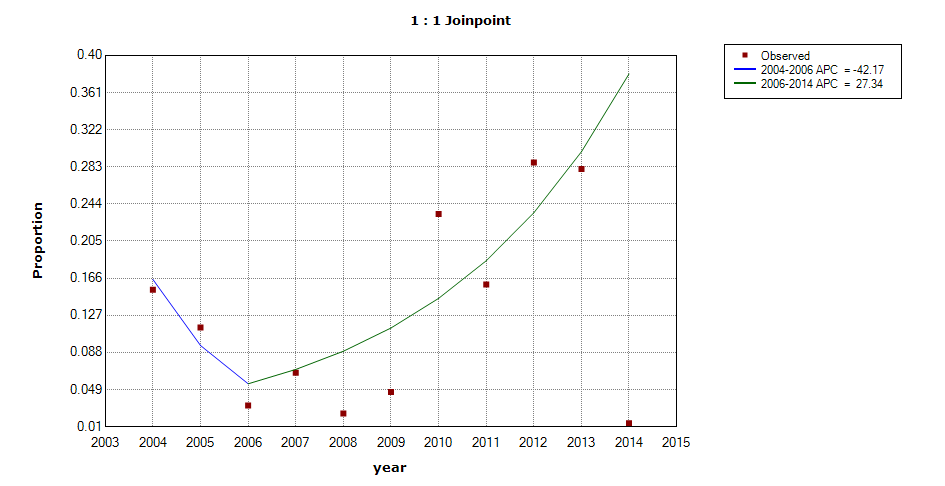 1 : 1 Joinpoint
Observed
2004-2006 APC = -42.17
2006-2014 APC = 27.34
Proportion
0.40
0.361
0.322
0.283
0.244
0.205
0.166
0.127
0.088
0.049
0.01
2003 2004 2005 2006 2007 2008 2009 2010 2011 2012 2013 2014 2015
year